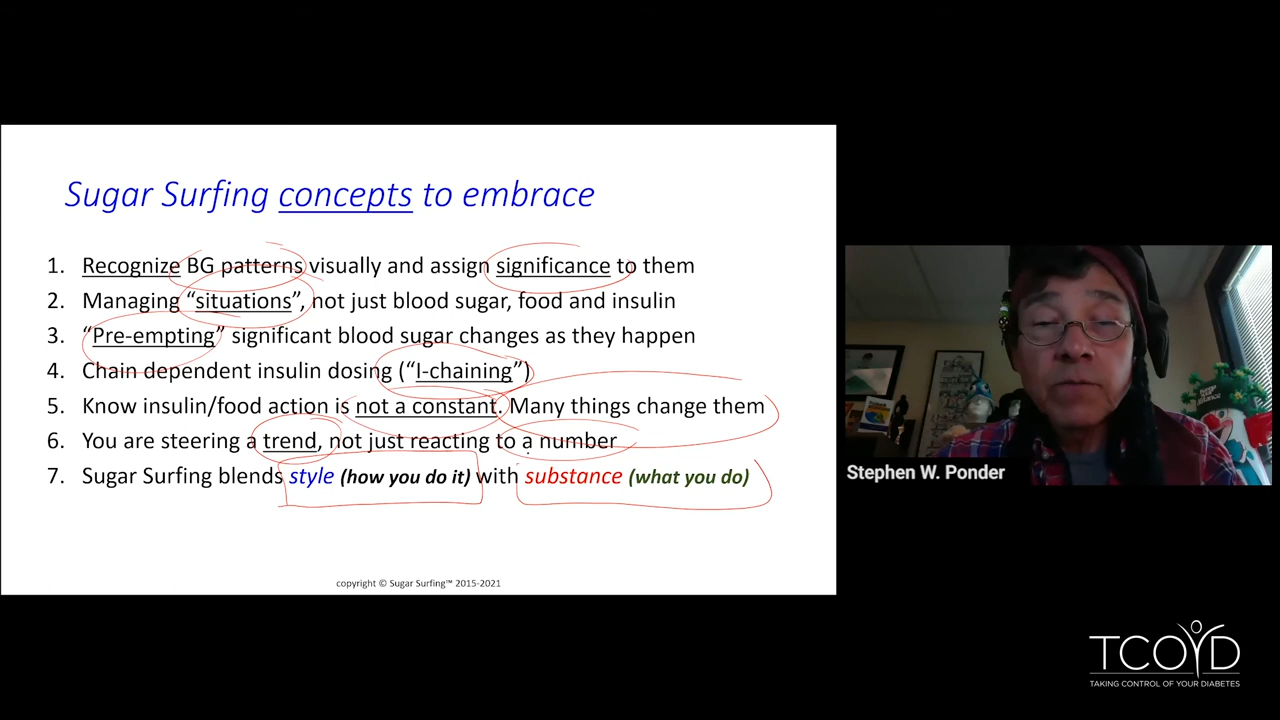 Sugar Surfing concepts to embrace
1. Recognize BG patterns visually and assign significance to them
2. Managing “situations”, not just blood sugar, food and insulin
3. “Pre-empting” significant blood sugar changes as they happen
4. Chain dependent insulin dosing (“I-chaining”)
5. Know insulin/food action is not a constant. Many things change them
6. You are steering a trend, not just reacting to a number
7. Sugar Surfing blends style (how you do it) with substance (what you do)
copyright © Sugar Surfing™ 2015-2021
Stephen W. Ponder
TCOYD
TAKING CONTROL OF YOUR DIABETES